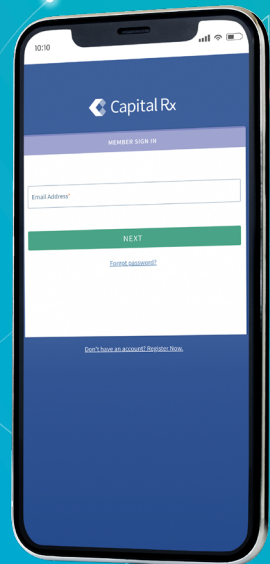 10:10
Capital Rx
MEMBER SIGN IN
Email Address*
NEXT
Forgot password?
Don't have an account? Register Now.